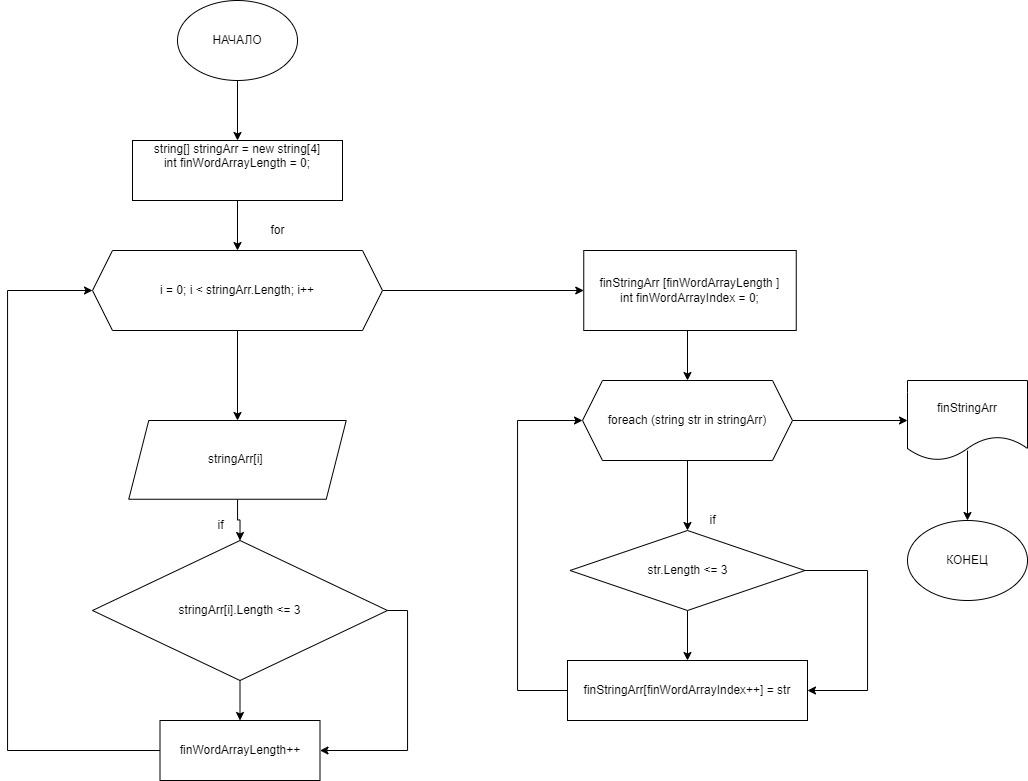 НАЧАЛО
string[] stringArr = new string[4]
int finWordArrayLength = 0;
for
i = 0; i < stringArr.Length; i++
stringArr[i]
if
stringArr[i].Length <= 3
finWordArrayLength++
finStringArr [finWordArrayLength ]
int finWordArrayIndex = 0;
foreach (string str in stringArr)
if
str.Length <= 3
finStringArr[finWordArrayIndex++] = str
finStringArr
КОНЕЦ